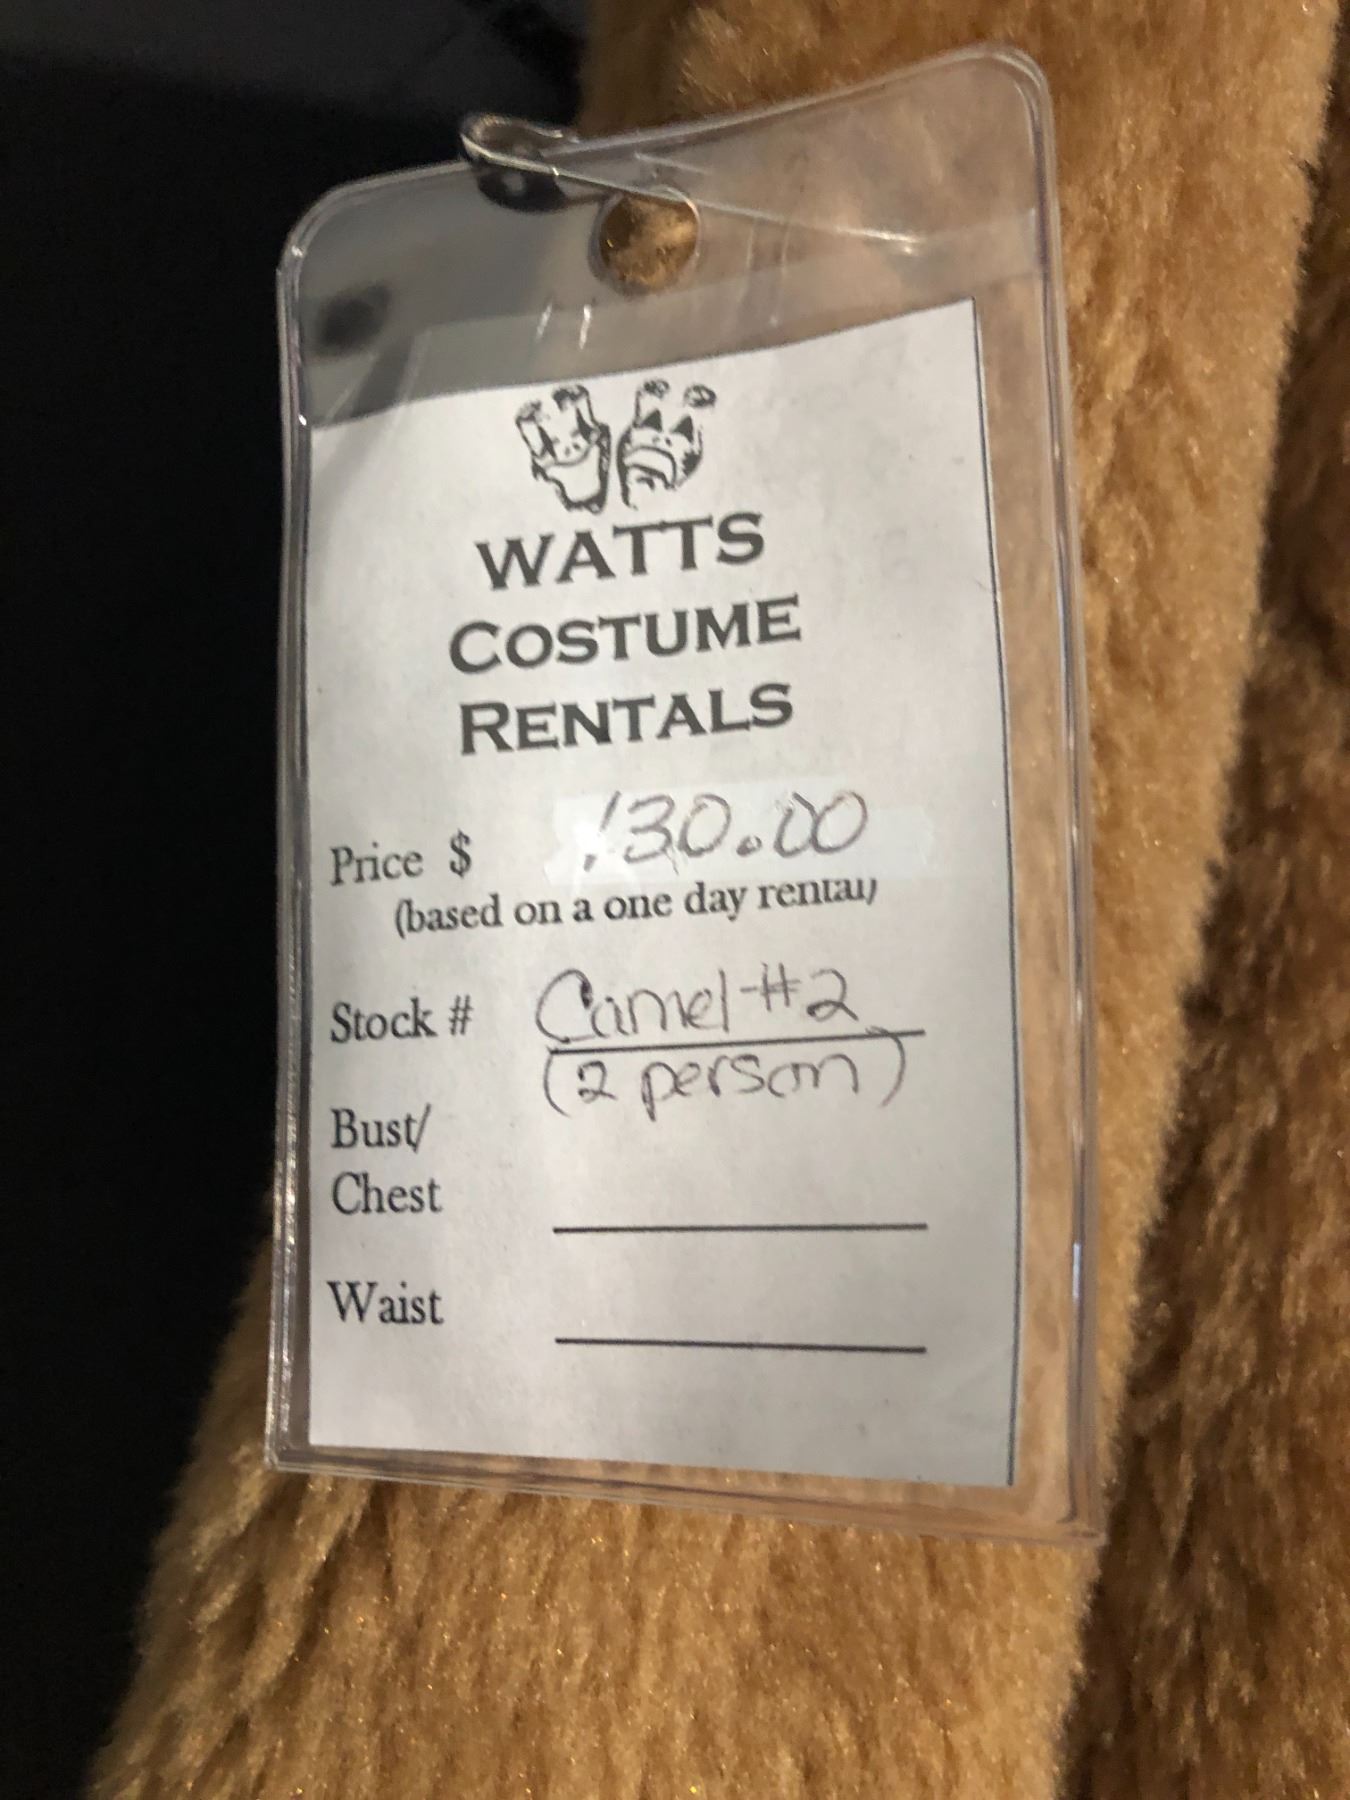 WATTS
COSTUME
RENTALS
Price $ 130.00
(based on a one day rental)
Stock # Camel #2
(2 person)
Bust/
Chest
Waist